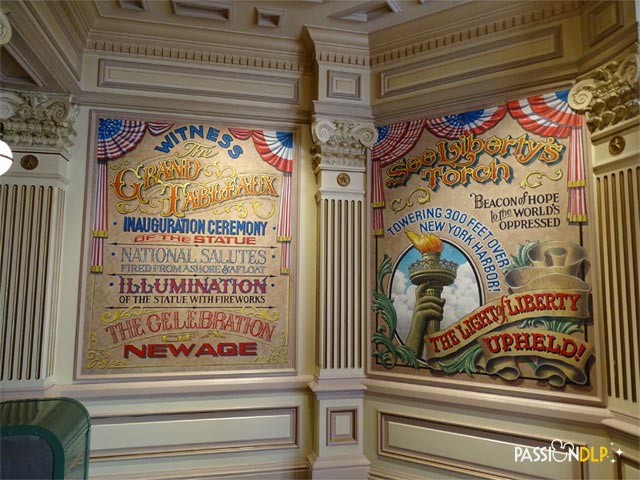 WITNESS
The
GRAND
TABLEAUX
INAUGURATION CEREMONY
OF THE STATUE
NATIONAL SALUTES
FIRED FROM ASHORE & AFLOAT
ILLUMINATION
OF THE STATUE WITH FIREWORKS
THE CELEBRATION
OF A
NEW AGE
See Liberty's
Torch
BEACON OF HOPE
to the WORLD'S
OPPRESSED
TOWERING 300 FEET OVER
NEW YORK HARBOR!
THE LIGHT of LIBERTY
UPHELD!
PASSION DLP